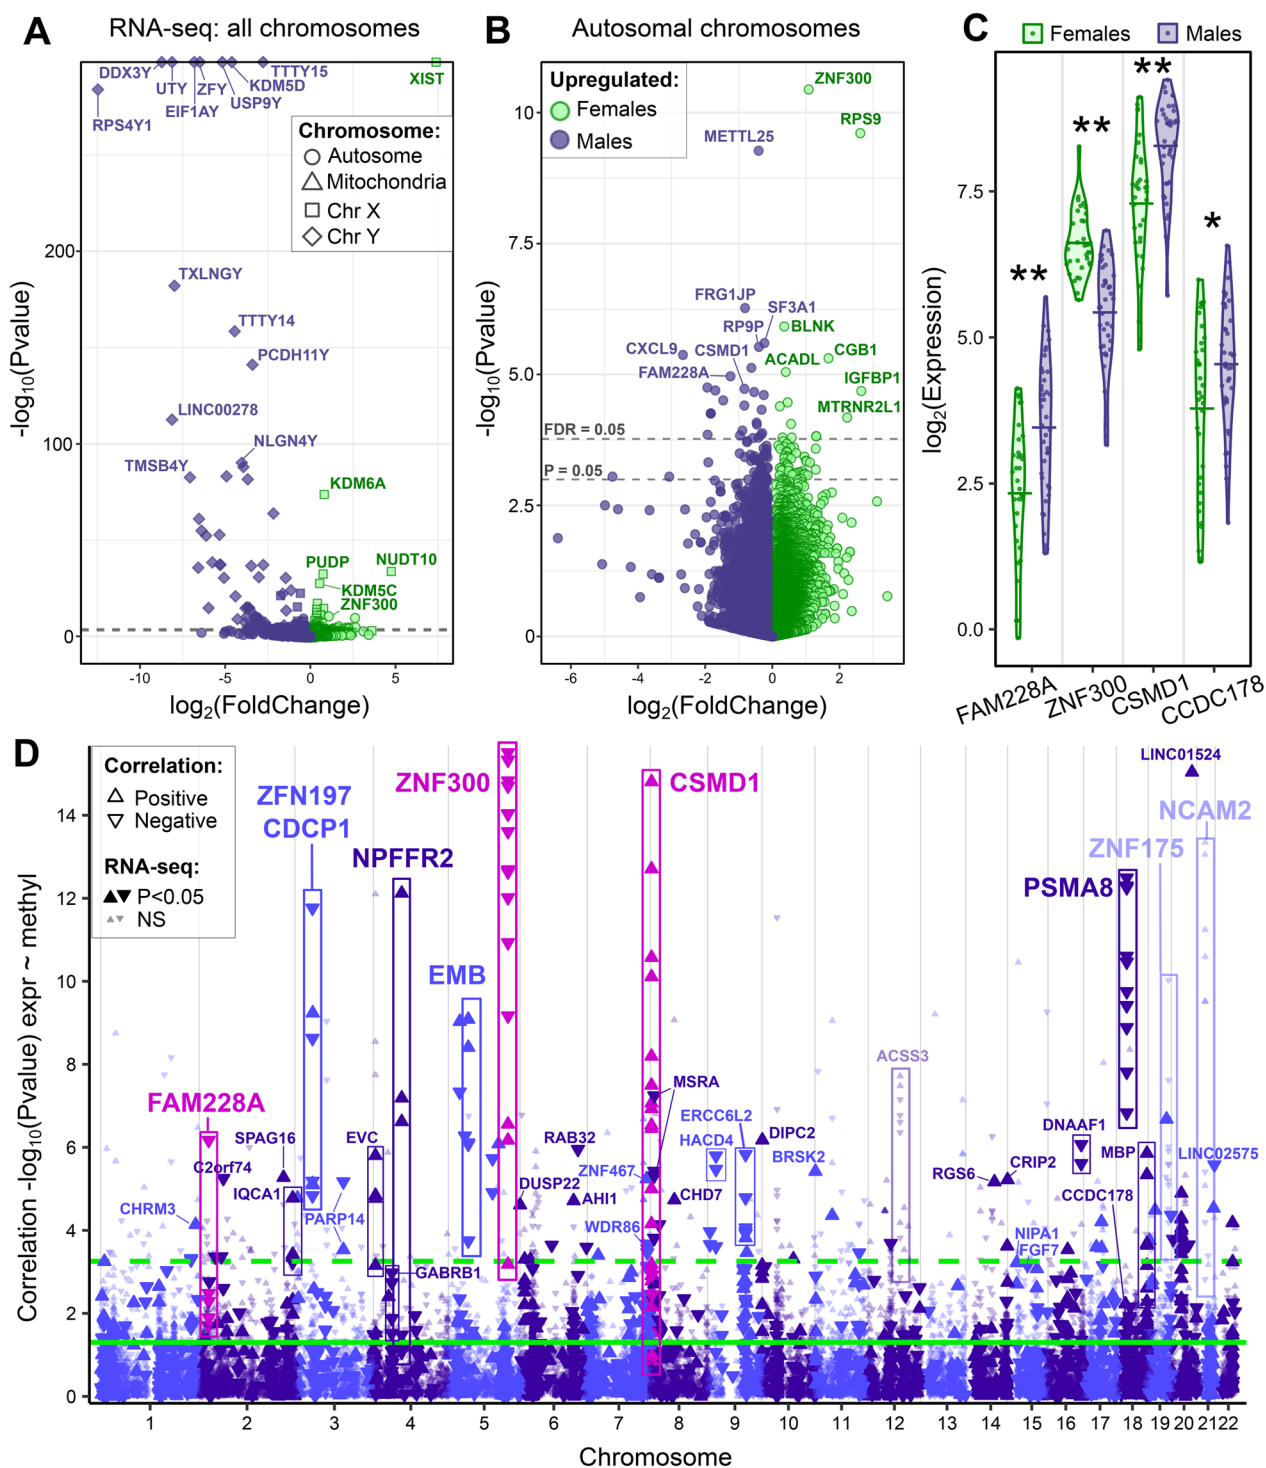 A
RNA-seq: all chromosomes
DDX3Y
UTY
EIF1AY
ZFY
USP9Y
KDM5D
TTTY15
XIST
RPS4Y1
Chromosome:
Autosome
Mitochondria
Chr X
Chr Y
TXLNGY
TTTY14
PCDH11Y
LINC00278
NLGN4Y
TMSB4Y
KDM6A
PUDP
NUDT10
KDM5C
ZNF300
200
100
0
-10
-5
0
5
-log10(Pvalue)
log2(FoldChange)
B
Autosomal chromosomes
Upregulated:
Females
Males
ZNF300
RPS9
METTL25
FRG1JP
SF3A1
RP9P
BLNK
CXCL9
CSMD1
CGB1
ACADL
FAM228A
IGFBP1
MTRNR2L1
FDR = 0.05
P = 0.05
10
7.5
5.0
2.5
0
-6
-4
-2
0
2
-log10(Pvalue)
log2(FoldChange)
C
Females
Males
**
**
**
*
7.5
5.0
2.5
0.0
log2(Expression)
FAM228A
ZNF300
CSMD1
CCDC178
D
Correlation:
Positive
Negative
RNA-seq:
P<0.05
NS
ZFN197
CDCP1
NPFFR2
ZNF300
CSMD1
LINC01524
NCAM2
ZNF175
PSMA8
EMB
FAM228A
SPAG16
C2orf74
IQCA1
CHRM3
PARP14
EVC
GABRB1
RAB32
DUSP22
AHI1
ZNF467
WDR86
MSRA
ERCC6L2
HACD4
CHD7
DIPC2
BRSK2
ACSS3
RGS6
CRIP2
DNAAF1
MBP
CCDC178
NIPA1
FGF7
LINC02575
14
12
10
8
6
4
2
0
Correlation -log10(Pvalue) expr ~ methyl
1
2
3
4
5
6
7
8
9
10
11
12
13
14
15
16
17
18
19
20
21
22
Chromosome